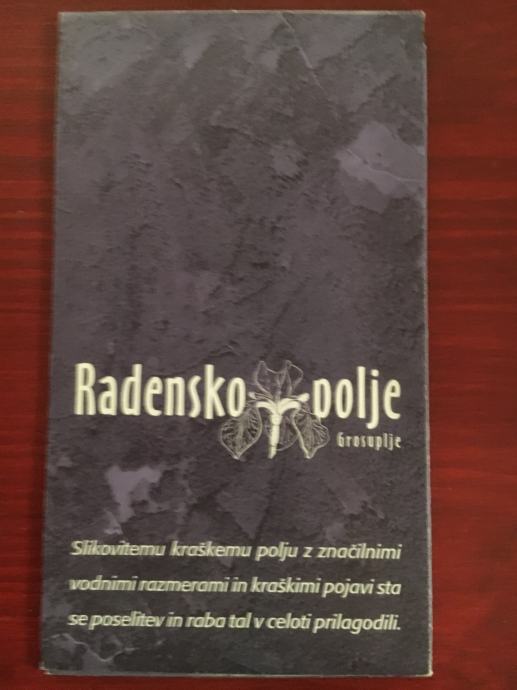 Radensko polje
Grosuplje
Slikovitemu kraškemu polju z značilnimi
vodnimi razmerami in kraškimi pojavi sta
se poselitev in raba tal v celoti prilagodili.